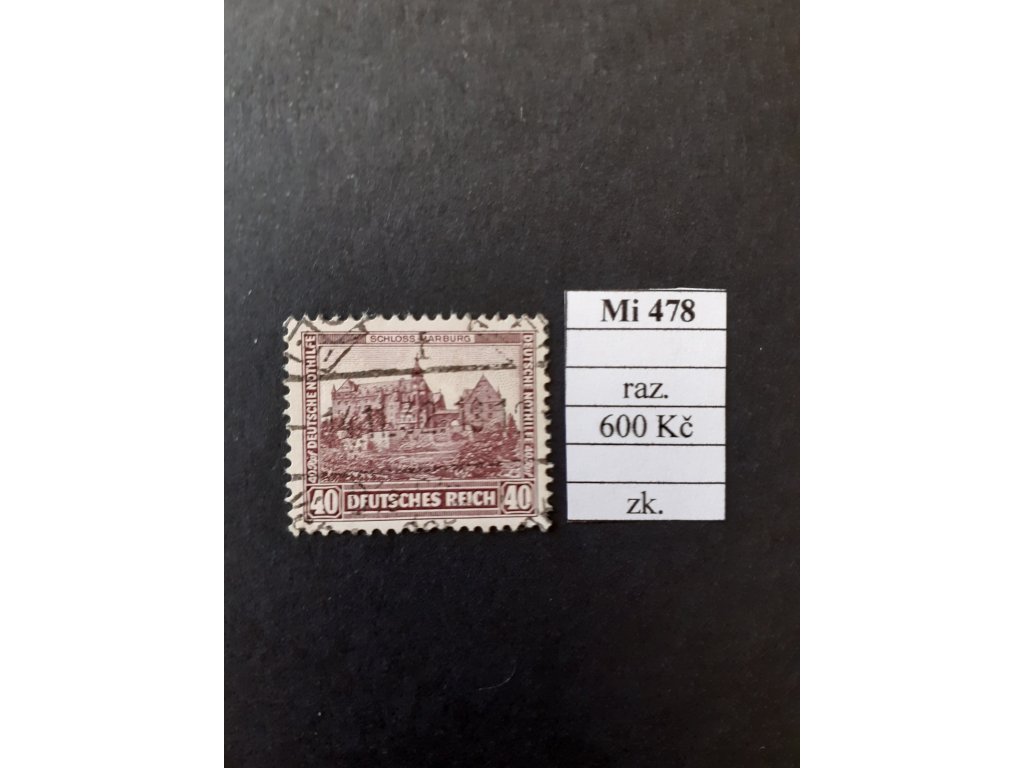 SCHLOSS MARBURG
DEUTSCHE NOTHILFE
DEUTSCHE NOTHILFE
40 DEUTSCHES REICH 40
Mi 478
raz.
600 Kč
zk.